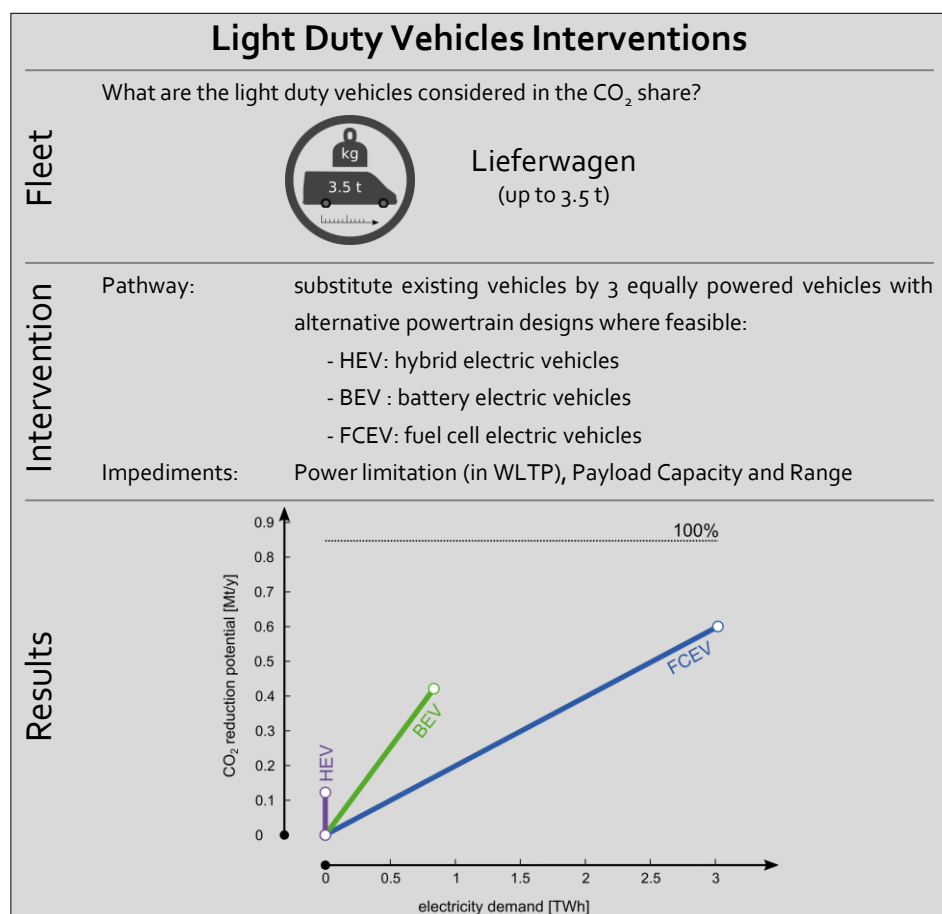 Light Duty Vehicles Interventions
Fleet
What are the light duty vehicles considered in the CO₂ share?
kg
3.5 t
Lieferwagen
(up to 3.5 t)
Intervention
Pathway: substitute existing vehicles by 3 equally powered vehicles with
alternative powertrain designs where feasible:
- HEV: hybrid electric vehicles
- BEV : battery electric vehicles
- FCEV: fuel cell electric vehicles
Impediments: Power limitation (in WLTP), Payload Capacity and Range
Results
CO₂ reduction potential [Mt/y]
0.9
0.8
0.7
0.6
0.5
0.4
0.3
0.2
0.1
0
100%
HEV
BEV
FCEV
0 0.5 1 1.5 2 2.5 3
electricity demand [TWh]